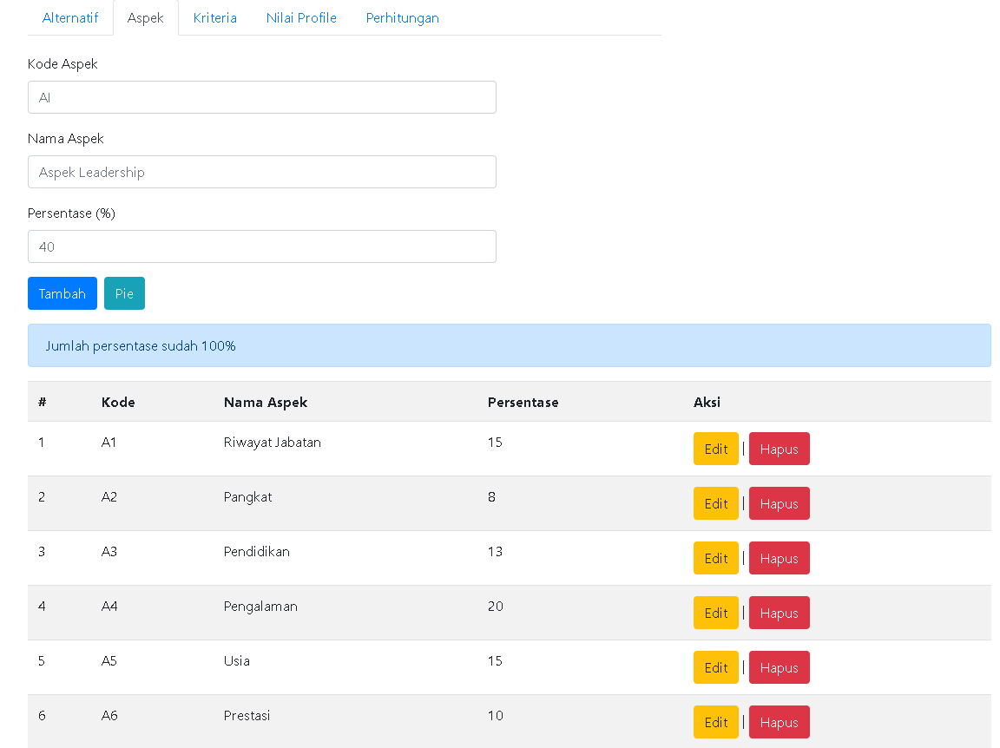 Alternatif Aspek Kriteria Nilai Profile Perhitungan
Kode Aspek
AI
Nama Aspek
Aspek Leadership
Persentase (%)
40
Tambah Pie
Jumlah persentase sudah 100%
# Kode Nama Aspek Persentase Aksi
1 A1 Riwayat Jabatan 15 Edit | Hapus
2 A2 Pangkat 8 Edit | Hapus
3 A3 Pendidikan 13 Edit | Hapus
4 A4 Pengalaman 20 Edit | Hapus
5 A5 Usia 15 Edit | Hapus
6 A6 Prestasi 10 Edit | Hapus